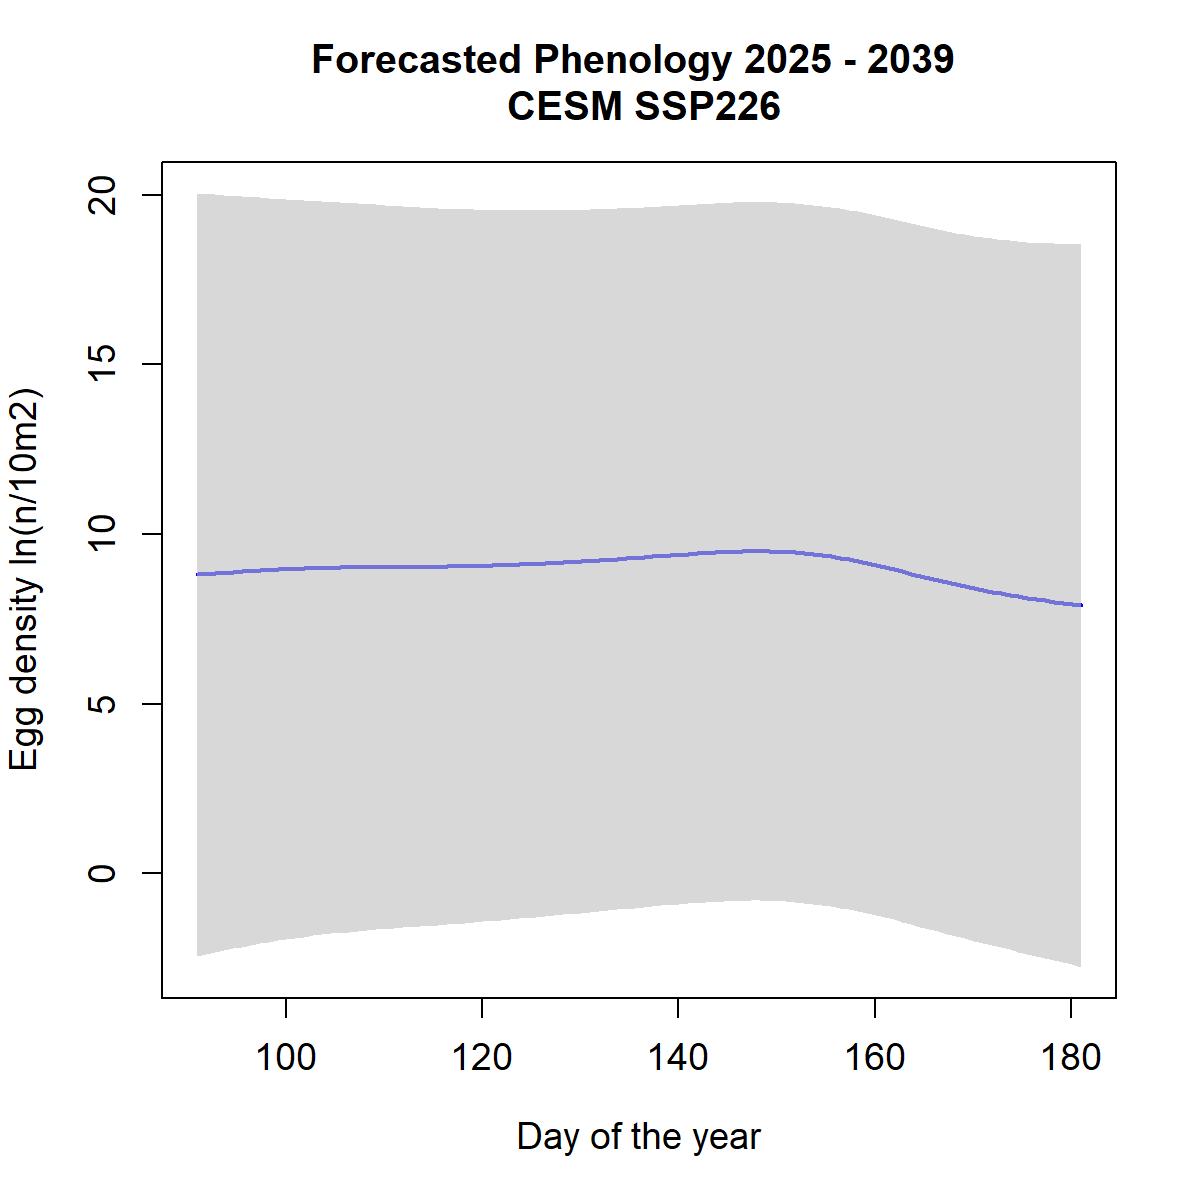 Forecasted Phenology 2025 - 2039
CESM SSP226
Egg density ln(n/10m2)
20
15
10
5
0
100 120 140 160 180
Day of the year